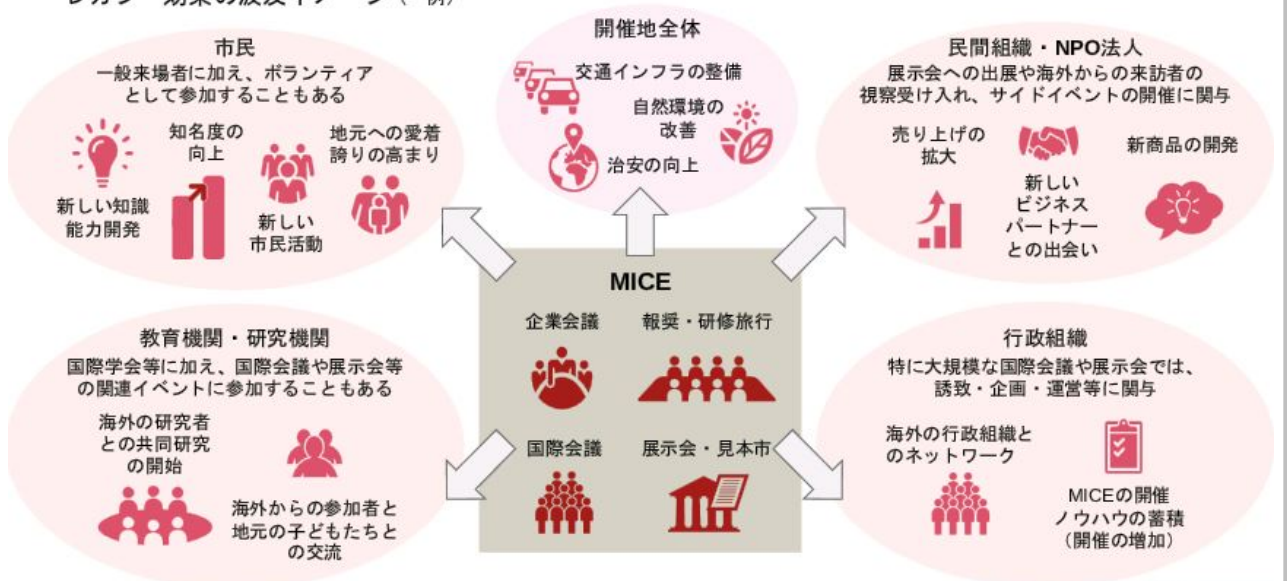 市民
一般来場者に加え、ボランティア
として参加することもある
知名度の
向上
地元への愛着
誇りの高まり
新しい知識
能力開発
新しい
市民活動
開催地全体
交通インフラの整備
自然環境の
改善
治安の向上
民間組織・NPO法人
展示会への出展や海外からの来訪者の
視察受け入れ、サイドイベントの開催に関与
売り上げの
拡大
新しい
ビジネス
パートナー
との出会い
新商品の開発
MICE
企業会議
報奨・研修旅行
国際会議
展示会・見本市
教育機関・研究機関
国際学会等に加え、国際会議や展示会等
の関連イベントに参加することもある
海外の研究者
との共同研究
の開始
海外からの参加者と
地元の子どもたちと
の交流
行政組織
特に大規模な国際会議や展示会では、
誘致・企画・運営等に関与
海外の行政組織と
のネットワーク
MICEの開催
ノウハウの蓄積
(開催の増加)